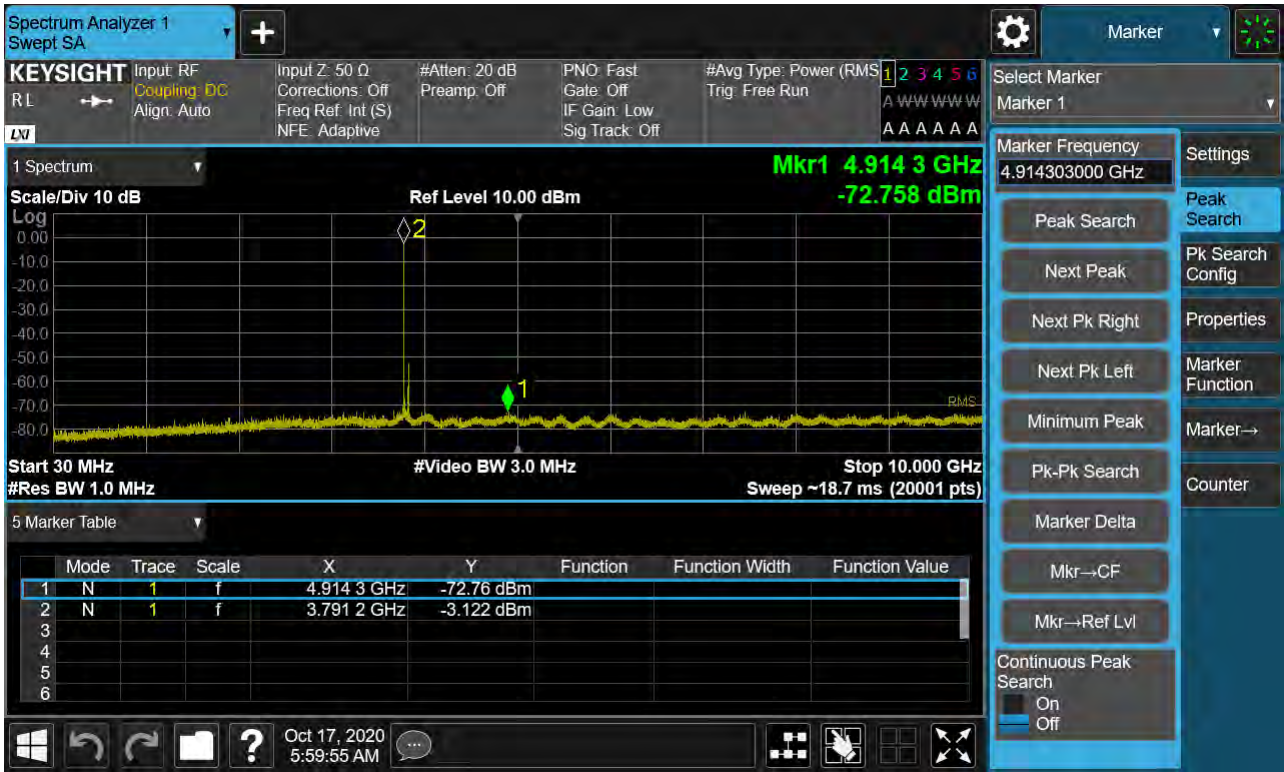 Spectrum Analyzer 1
Swept SA
Marker
KEYSIGHT
RL
LXI
Input: RF
Coupling: DC
Align: Auto
Input Z: 50 Ω
Corrections: Off
Freq Ref: Int (S)
NFE: Adaptive
#Atten: 20 dB
Preamp: Off
PNO: Fast
Gate: Off
IF Gain: Low
Sig Track: Off
#Avg Type: Power (RMS
Trig: Free Run
1 2 3 4 5 6
A W W W W W
A A A A A A
Select Marker
Marker 1
1 Spectrum
Mkr1 4.914 3 GHz
-72.758 dBm
Scale/Div 10 dB
Ref Level 10.00 dBm
Log
0.00
-10.0
-20.0
-30.0
-40.0
-50.0
-60.0
-70.0
-80.0
2
1
RMS
Start 30 MHz
#Video BW 3.0 MHz
Stop 10.000 GHz
#Res BW 1.0 MHz
Sweep ~18.7 ms (20001 pts)
5 Marker Table
Mode Trace Scale X Y Function Function Width Function Value
1 N 1 f 4.914 3 GHz -72.76 dBm
2 N 1 f 3.791 2 GHz -3.122 dBm
3
4
5
6
Marker Frequency
4.914303000 GHz
Peak Search
Next Peak
Next Pk Right
Next Pk Left
Minimum Peak
Pk-Pk Search
Marker Delta
Mkr→CF
Mkr→Ref Lvl
Continuous Peak
Search
On
Off
Settings
Peak
Search
Pk Search
Config
Properties
Marker
Function
Marker→
Counter
Oct 17, 2020
5:59:55 AM